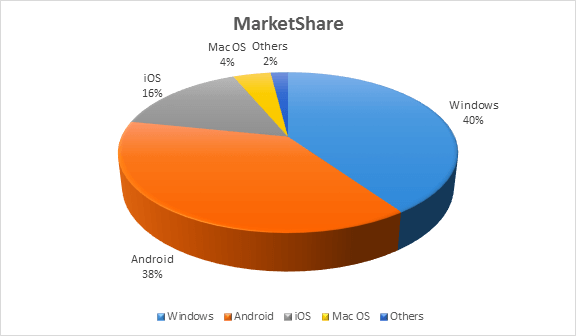 MarketShare
Mac OS
4%
Others
2%
iOS
16%
Windows
40%
Android
38%
Windows Android iOS Mac OS Others